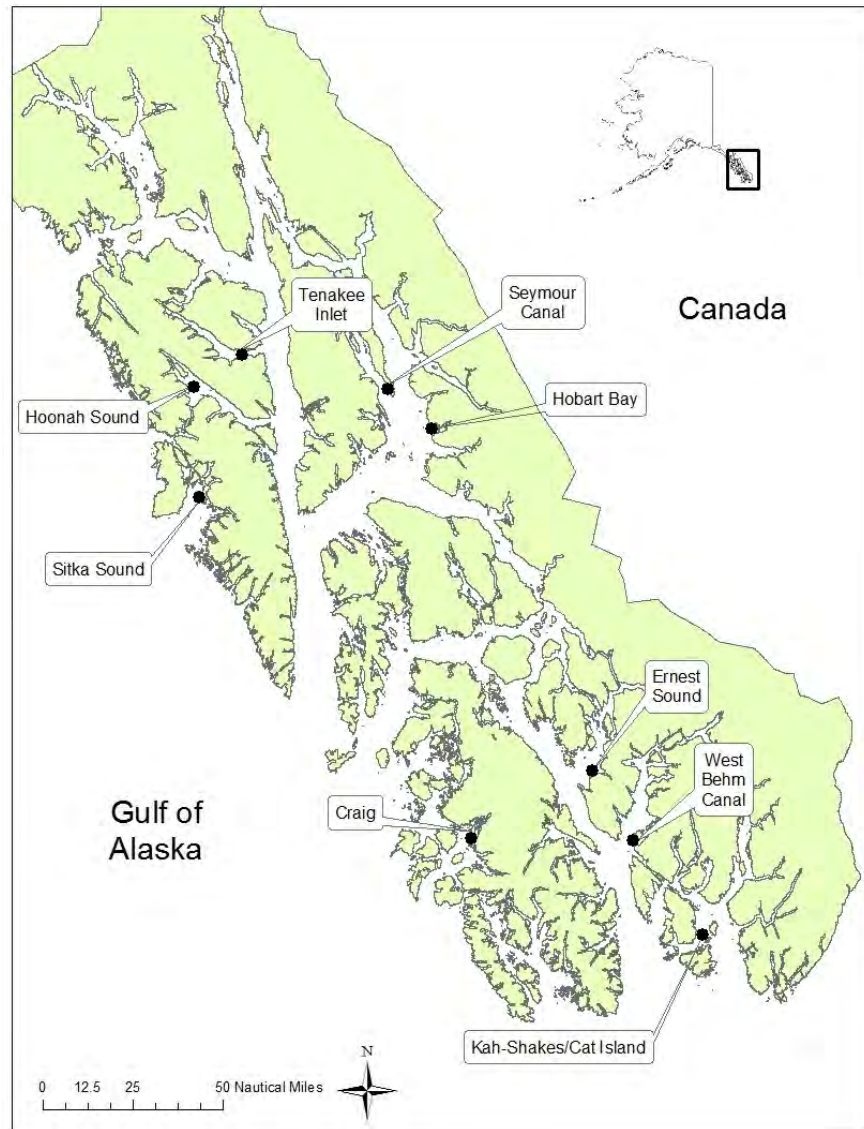 Tenakee
Inlet
Seymour
Canal
Canada
Hobart Bay
Hoonah Sound
Sitka Sound
Ernest
Sound
West
Behm
Canal
Craig
Gulf of
Alaska
Kah-Shakes/Cat Island
N
0 12.5 25 50 Nautical Miles